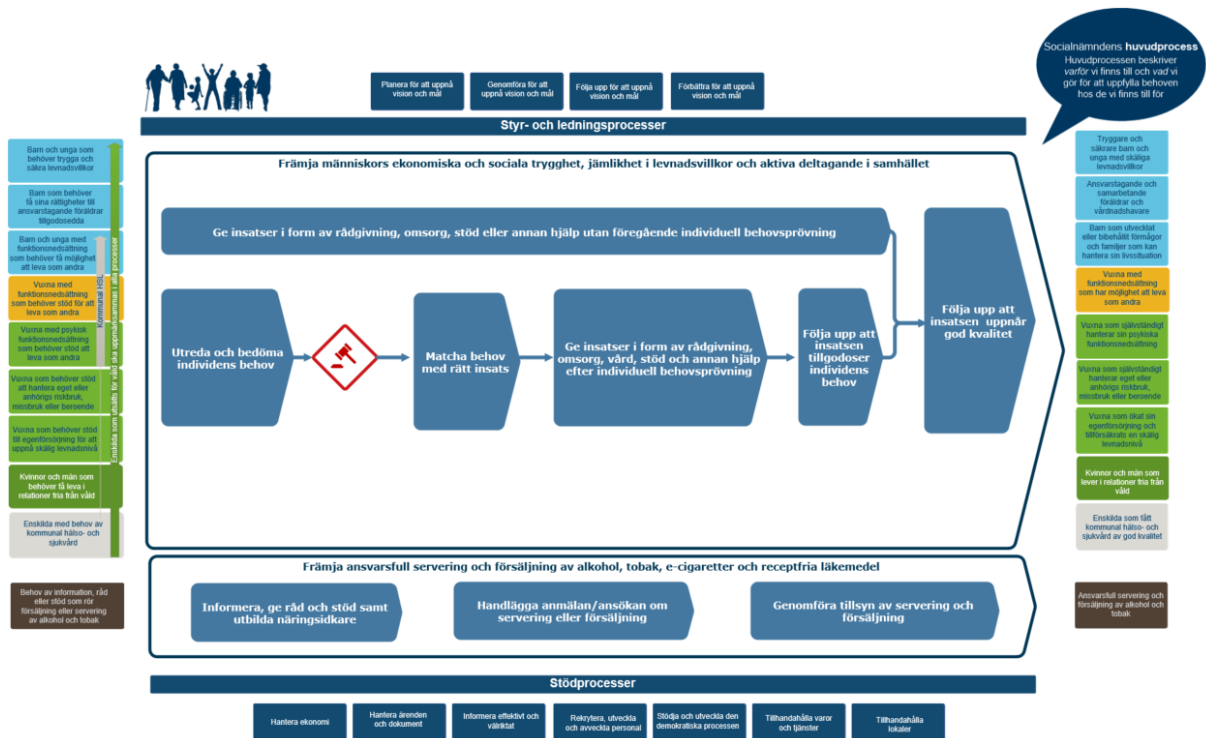 Socialnämndens huvudprocess
Huvudprocessen beskriver
varför vi finns till och vad vi
gör för att uppfylla behoven
hos de vi finns till för
Planera för att uppnå
vision och mål
Genomföra för att
uppnå vision och mål
Följa upp för att uppnå
vision och mål
Förbättra för att uppnå
vision och mål
Styr- och ledningsprocesser
Barn och unga som
behöver trygga och
säkra levnadsvillkor
Barn som behöver
få sina rättigheter till
ansvarstagande föräldrar
tillgodosedda
Barn och unga med
funktionsnedsättning
som behöver få möjlighet
att leva som andra
Vuxna med
funktionsnedsättning
som behöver stöd för att
leva som andra
Vuxna med psykisk
funktionsnedsättning
som behöver stöd att
leva som andra
Vuxna som behöver stöd
att hantera eget eller
anhörigs riskbruk,
missbruk eller beroende
Vuxna som behöver stöd
till egenförsörjning för att
uppnå skälig levnadsnivå
Kvinnor och män som
behöver få leva i
relationer fria från våld
Enskilda med behov av
kommunal hälso- och
sjukvård
Behov av information, råd
eller stöd som rör
försäljning eller servering
av alkohol och tobak
Kommunal HSL
Enskilda som utsätts för våld ska uppmärksammas i alla processer
Främja människors ekonomiska och sociala trygghet, jämlikhet i levnadsvillkor och aktiva deltagande i samhället
Ge insatser i form av rådgivning, omsorg, stöd eller annan hjälp utan föregående individuell behovsprövning
Utreda och bedöma
individens behov
Matcha behov
med rätt insats
Ge insatser i form av rådgivning,
omsorg, vård, stöd och annan hjälp
efter individuell behovsprövning
Följa upp att
insatsen
tillgodoser
individens
behov
Följa upp att
insatsen uppnår
god kvalitet
Främja ansvarsfull servering och försäljning av alkohol, tobak, e-cigaretter och receptfria läkemedel
Informera, ge råd och stöd samt
utbilda näringsidkare
Handlägga anmälan/ansökan om
servering eller försäljning
Genomföra tillsyn av servering och
försäljning
Tryggare och
säkrare barn och
unga med skäliga
levnadsvillkor
Ansvarstagande och
samarbetande
föräldrar och
vårdnadshavare
Barn som utvecklat
eller bibehållit förmågor
och familjer som kan
hantera sin livssituation
Vuxna med
funktionsnedsättning
som har möjlighet att leva
som andra
Vuxna som självständigt
hanterar sin psykiska
funktionsnedsättning
Vuxna som självständigt
hanterar eget eller
anhörigs riskbruk,
missbruk eller beroende
Vuxna som ökat sin
egenförsörjning och
tillförsäkrats en skälig
levnadsnivå
Kvinnor och män som
lever i relationer fria från
våld
Enskilda som fått
kommunal hälso- och
sjukvård av god kvalitet
Ansvarsfull servering och
försäljning av alkohol och
tobak
Stödprocesser
Hantera ekonomi
Hantera ärenden
och dokument
Informera effektivt och
välriktat
Rekrytera, utveckla
och avveckla personal
Stödja och utveckla den
demokratiska processen
Tillhandahålla varor
och tjänster
Tillhandahålla
lokaler